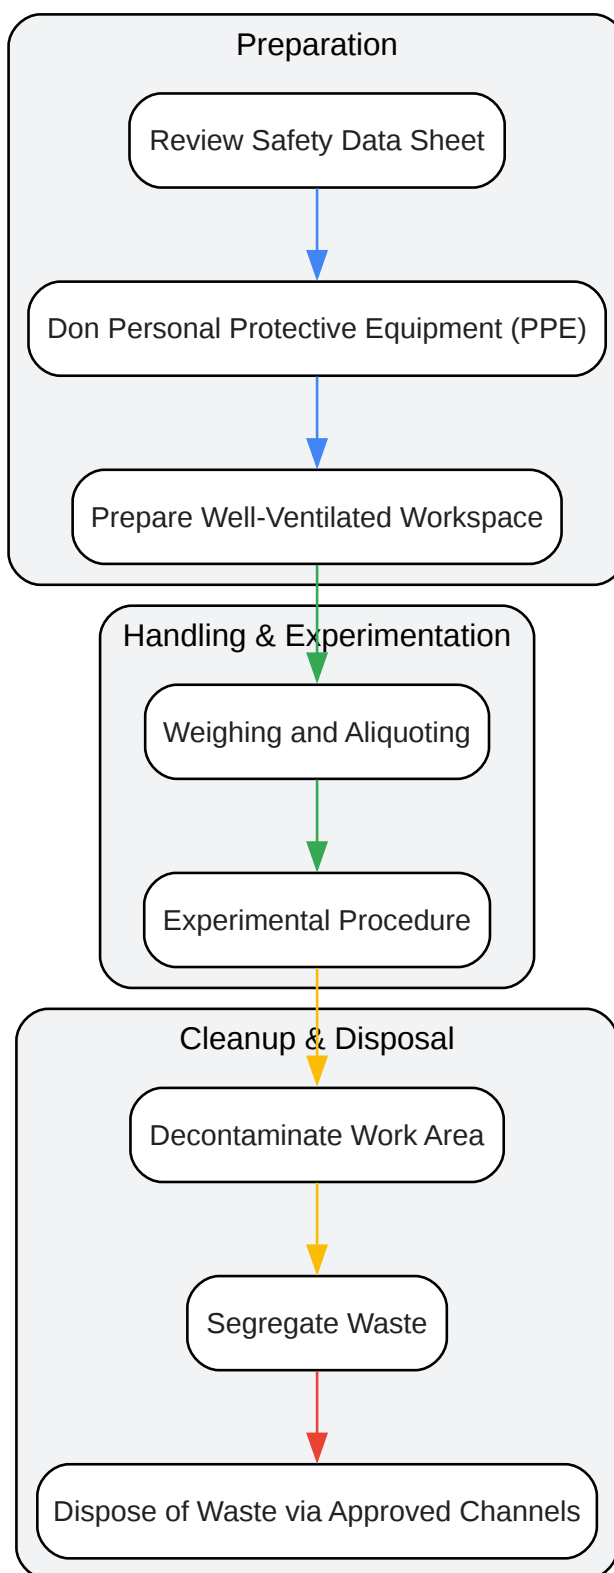 Preparation
Review Safety Data Sheet
Don Personal Protective Equipment (PPE)
Prepare Well-Ventilated Workspace
Handling & Experimentation
Weighing and Aliquoting
Experimental Procedure
Cleanup & Disposal
Decontaminate Work Area
Segregate Waste
Dispose of Waste via Approved Channels